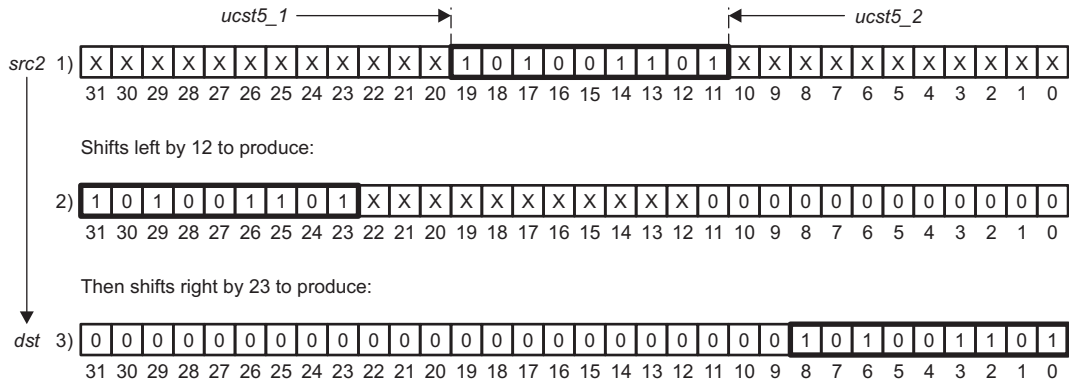 ucst5_1 ucst5_2
src2 1) X X X X X X X X X X X X 1 0 1 0 0 1 1 0 1 X X X X X X X X X X X
31 30 29 28 27 26 25 24 23 22 21 20 19 18 17 16 15 14 13 12 11 10 9 8 7 6 5 4 3 2 1 0
Shifts left by 12 to produce:
2) 1 0 1 0 0 1 1 0 1 X X X X X X X X X X X 0 0 0 0 0 0 0 0 0 0 0 0
31 30 29 28 27 26 25 24 23 22 21 20 19 18 17 16 15 14 13 12 11 10 9 8 7 6 5 4 3 2 1 0
Then shifts right by 23 to produce:
dst 3) 0 0 0 0 0 0 0 0 0 0 0 0 0 0 0 0 0 0 0 0 0 0 0 1 0 1 0 0 1 1 0 1
31 30 29 28 27 26 25 24 23 22 21 20 19 18 17 16 15 14 13 12 11 10 9 8 7 6 5 4 3 2 1 0